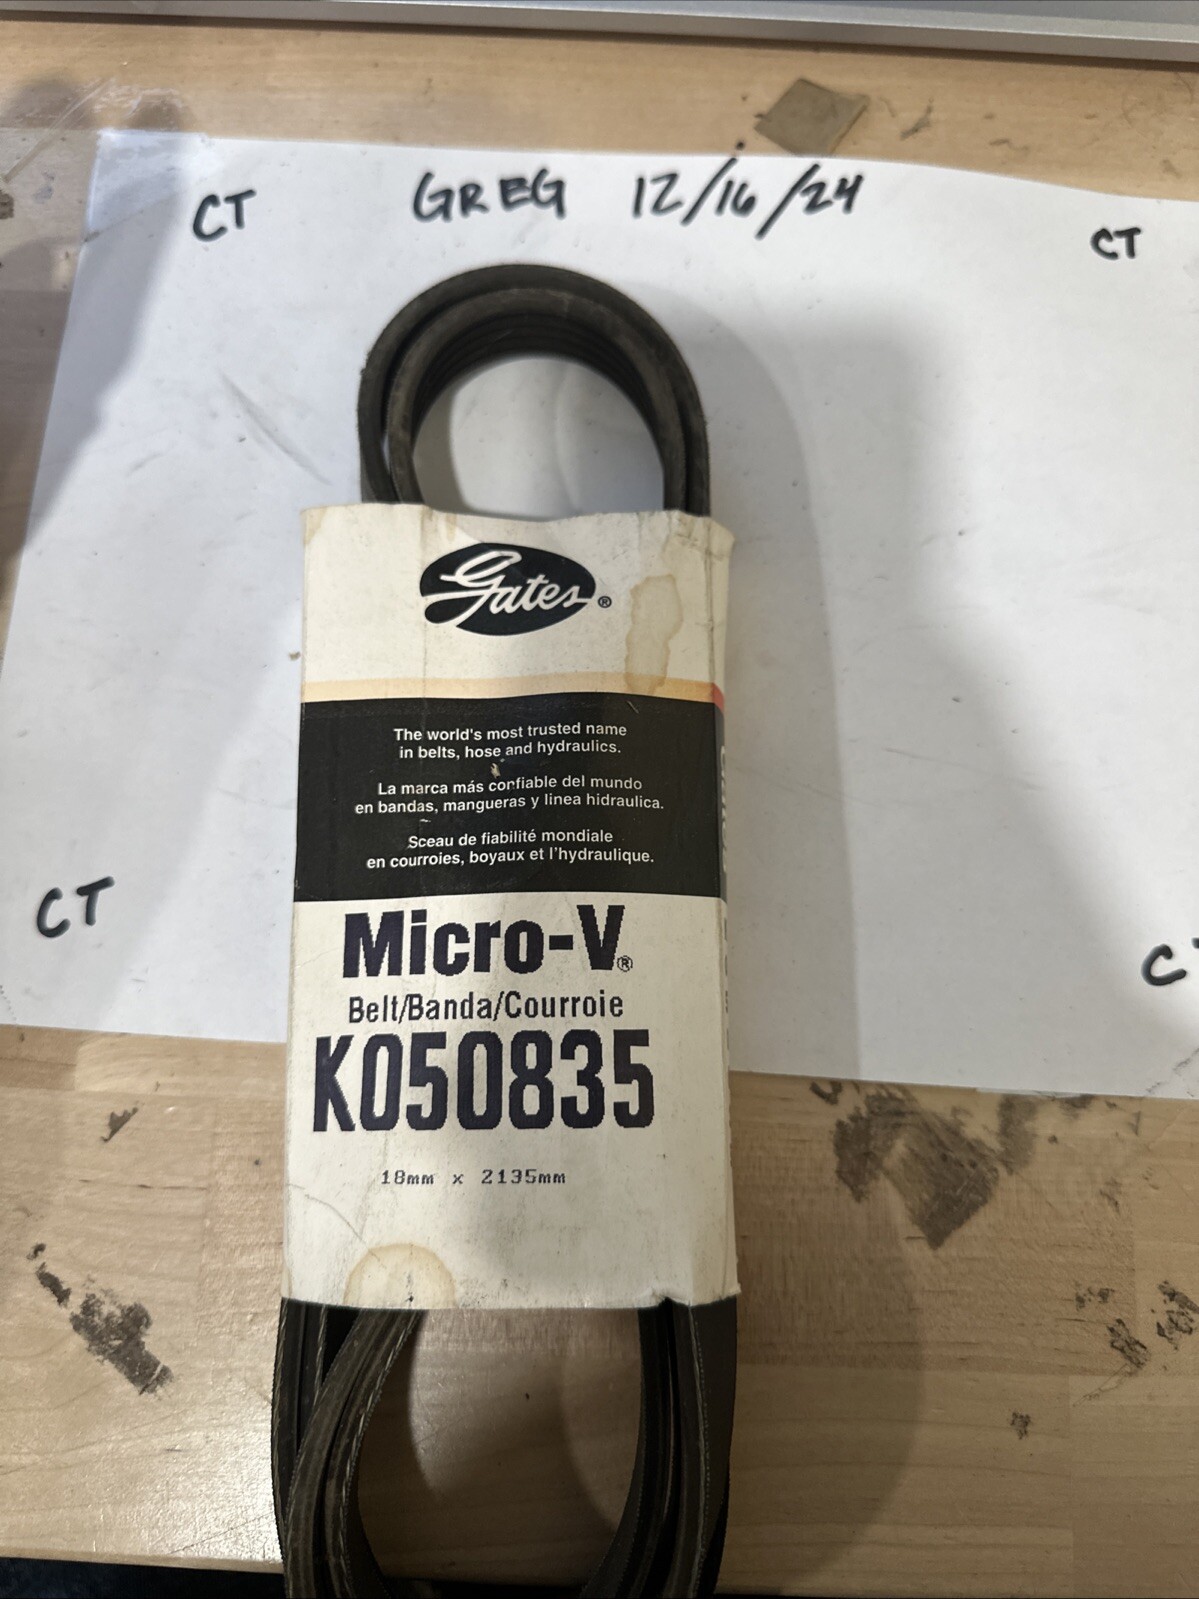 GREG 12/16/24
CT
CT
Gates®
The world's most trusted name
in belts, hose and hydraulics.
La marca más confiable del mundo
en bandas, mangueras y linea hidraulica.
Sceau de fiabilité mondiale
en courroies, boyaux et l'hydraulique.
CT
Micro-V®
Belt/Banda/Courroie
K050835
18mm x 2135mm